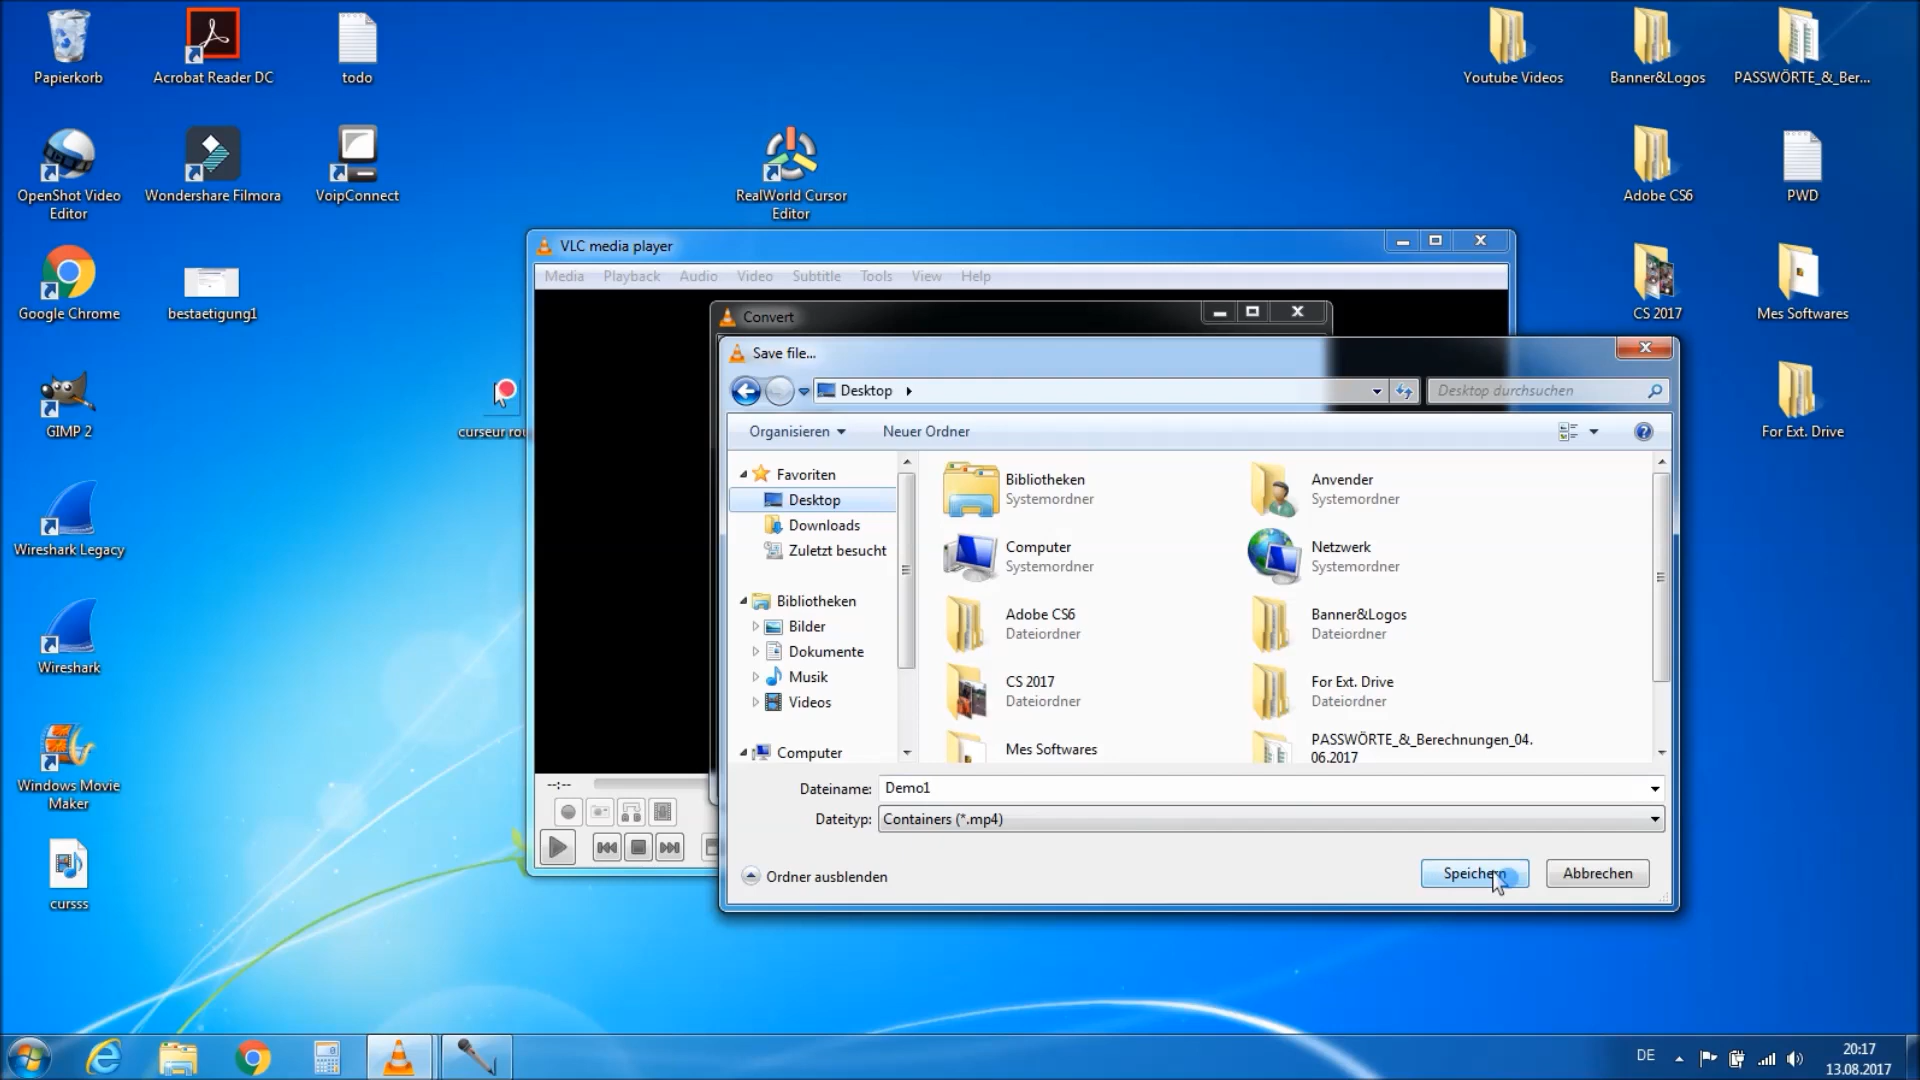 Papierkorb
Acrobat Reader DC
todo
Youtube Videos
Banner&Logos
PASSWÖRTE_&_Ber...
OpenShot Video
Editor
Wondershare Filmora
VoipConnect
RealWorld Cursor
Editor
Adobe CS6
PWD
Google Chrome
bestaetigung1
CS 2017
Mes Softwares
GIMP 2
curseur rou
For Ext. Drive
Wireshark Legacy
Wireshark
Windows Movie
Maker
cursss
VLC media player
Media Playback Audio Video Subtitle Tools View Help
Convert
Save file...
Desktop
Desktop durchsuchen
Organisieren
Neuer Ordner
Favoriten
Desktop
Downloads
Zuletzt besucht
Bibliotheken
Bilder
Dokumente
Musik
Videos
Computer
Bibliotheken
Systemordner
Anvender
Systemordner
Computer
Systemordner
Netzwerk
Systemordner
Adobe CS6
Dateiordner
Banner&Logos
Dateiordner
CS 2017
Dateiordner
For Ext. Drive
Dateiordner
Mes Softwares
PASSWÖRTE_&_Berechnungen_04.
06.2017
Dateiname: Demo1
Dateityp: Containers (*.mp4)
Ordner ausblenden
Speichern
Abbrechen
--:--
DE
20:17
13.08.2017